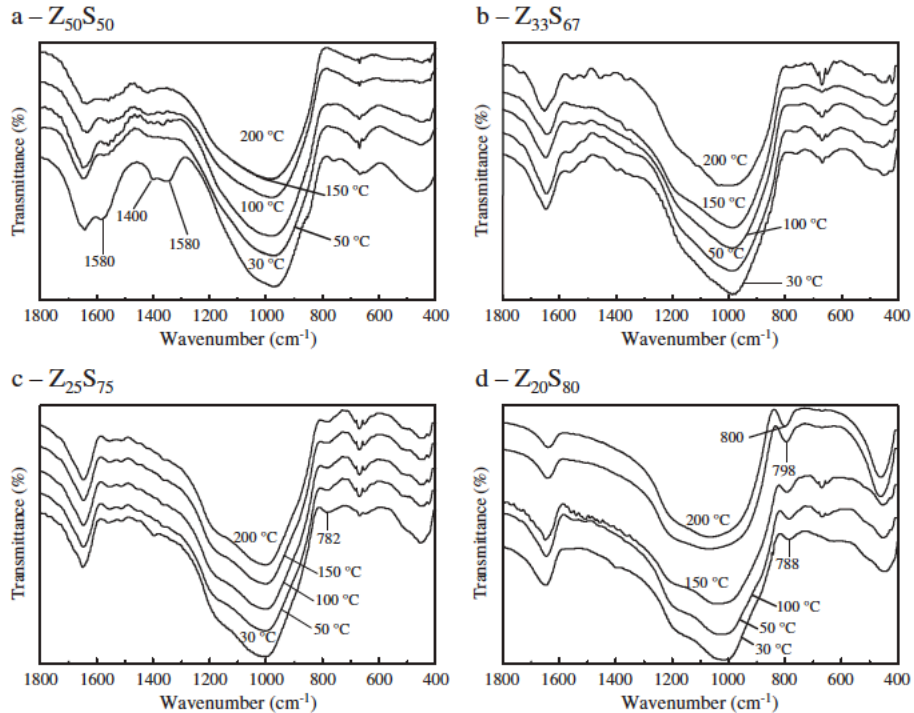 a – Z50S50
Transmittance (%)
200 °C
150 °C
100 °C
50 °C
30 °C
1400
1580
1580
1800 1600 1400 1200 1000 800 600 400
Wavenumber (cm-1)
b – Z33S67
Transmittance (%)
200 °C
150 °C
100 °C
50 °C
30 °C
1800 1600 1400 1200 1000 800 600 400
Wavenumber (cm-1)
c – Z25S75
Transmittance (%)
782
200 °C
150 °C
100 °C
50 °C
30 °C
1800 1600 1400 1200 1000 800 600 400
Wavenumber (cm-1)
d – Z20S80
Transmittance (%)
800
798
200 °C
788
150 °C
100 °C
50 °C
30 °C
1800 1600 1400 1200 1000 800 600 400
Wavenumber (cm-1)